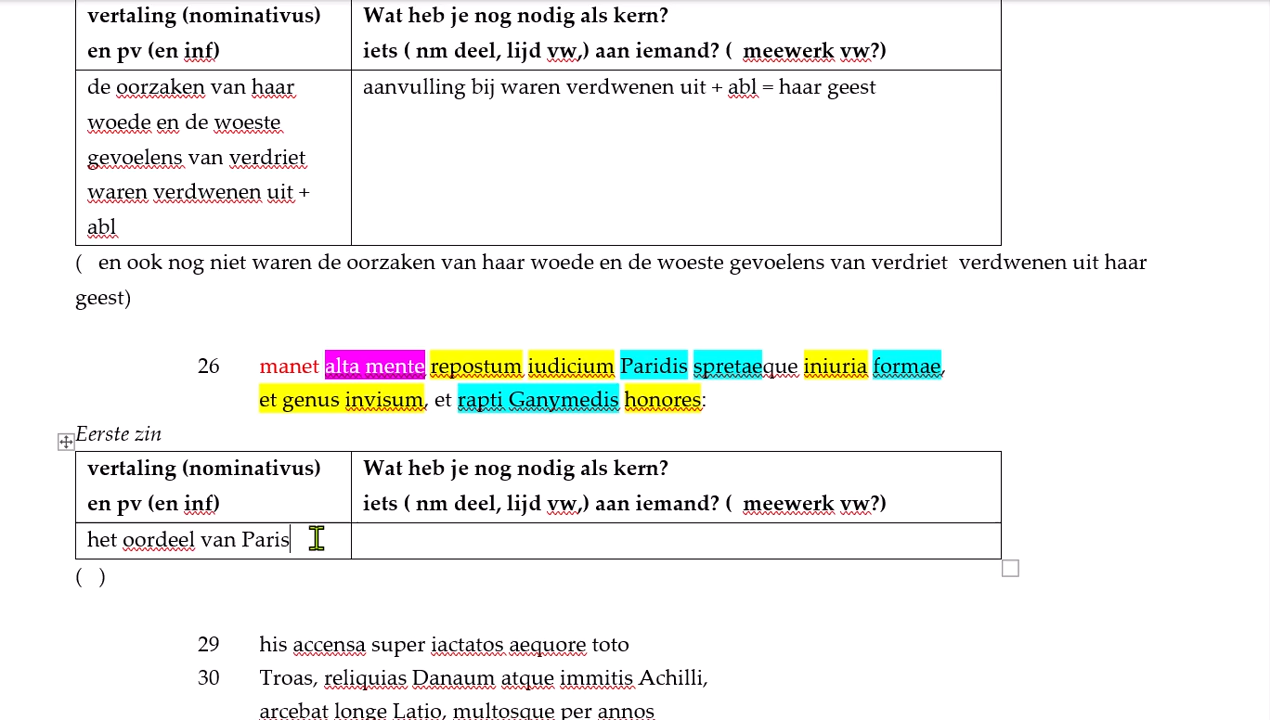 vertaling (nominativus)
en pv (en inf)
Wat heb je nog nodig als kern?
iets ( nm deel, lijd vw,) aan iemand? (  meewerk vw?)
de oorzaken van haar
woede en de woeste
gevoelens van verdriet
waren verdwenen uit +
abl
aanvulling bij waren verdwenen uit + abl = haar geest
(  en ook nog niet waren de oorzaken van haar woede en de woeste gevoelens van verdriet  verdwenen uit haar
geest)
26 manet alta mente repostum iudicium Paridis spretaeque iniuria formae,
et genus invisum, et rapti Ganymedis honores:
Eerste zin
vertaling (nominativus)
en pv (en inf)
Wat heb je nog nodig als kern?
iets ( nm deel, lijd vw,) aan iemand? (  meewerk vw?)
het oordeel van Paris
(  )
29 his accensa super iactatos aequore toto
30 Troas, reliquias Danaum atque immitis Achilli,
arcebat longe Latio, multosque per annos